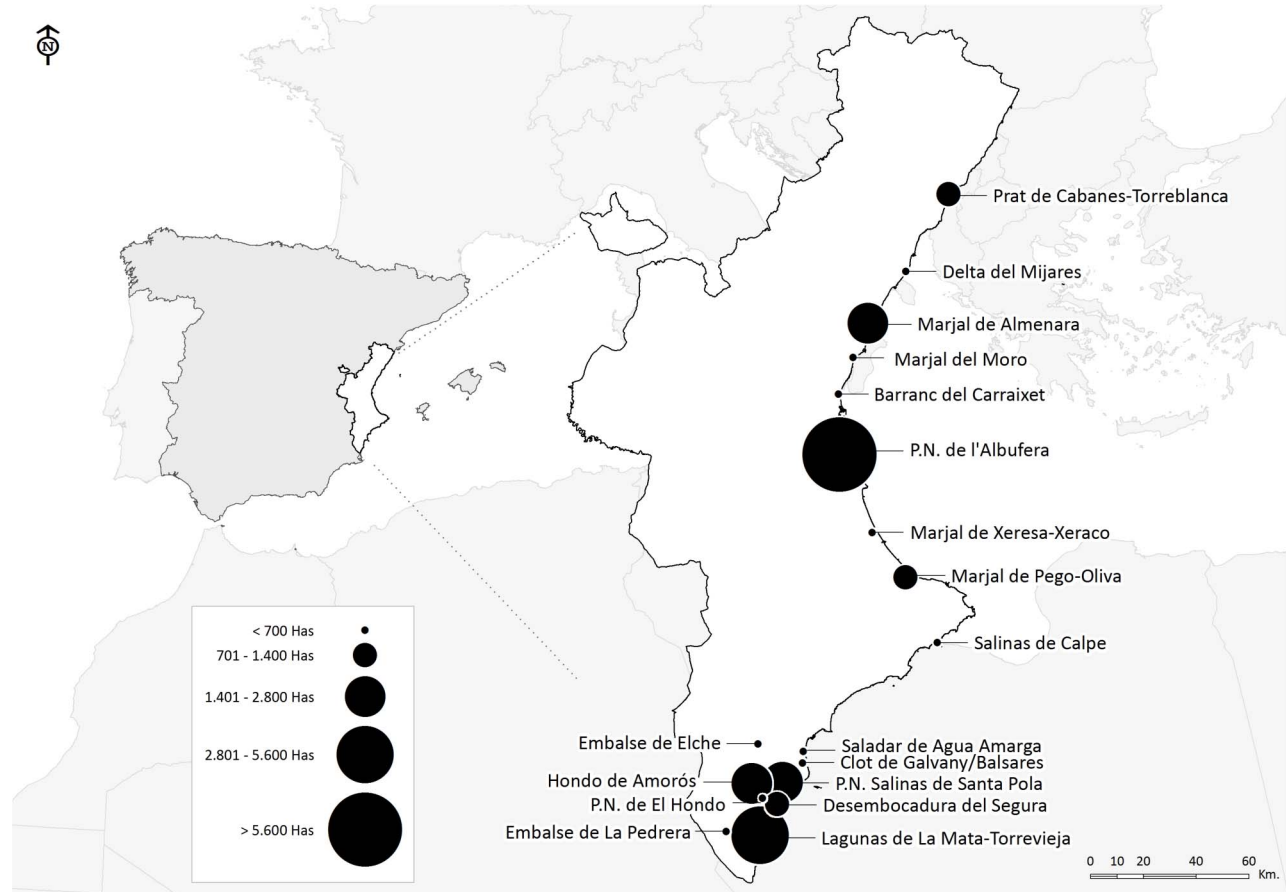 N
Prat de Cabanes-Torreblanca
Delta del Mijares
Marjal de Almenara
Marjal del Moro
Barranc del Carraixet
P.N. de l'Albufera
Marjal de Xeresa-Xeraco
Marjal de Pego-Oliva
Salinas de Calpe
Embalse de Elche
Saladar de Agua Amarga
Clot de Galvany/Balsares
Hondo de Amorós
P.N. Salinas de Santa Pola
P.N. de El Hondo
Desembocadura del Segura
Embalse de La Pedrera
Lagunas de La Mata-Torrevieja
< 700 Has
701 - 1.400 Has
1.401 - 2.800 Has
2.801 - 5.600 Has
> 5.600 Has
0 10 20 40 60
Km.